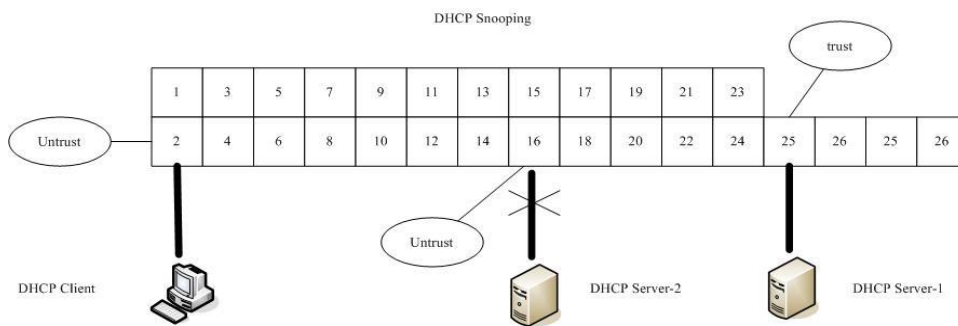 DHCP Snooping
trust
1 3 5 7 9 11 13 15 17 19 21 23
Untrust
2 4 6 8 10 12 14 16 18 20 22 24 25 26 25 26
Untrust
DHCP Client
DHCP Server-2
DHCP Server-1